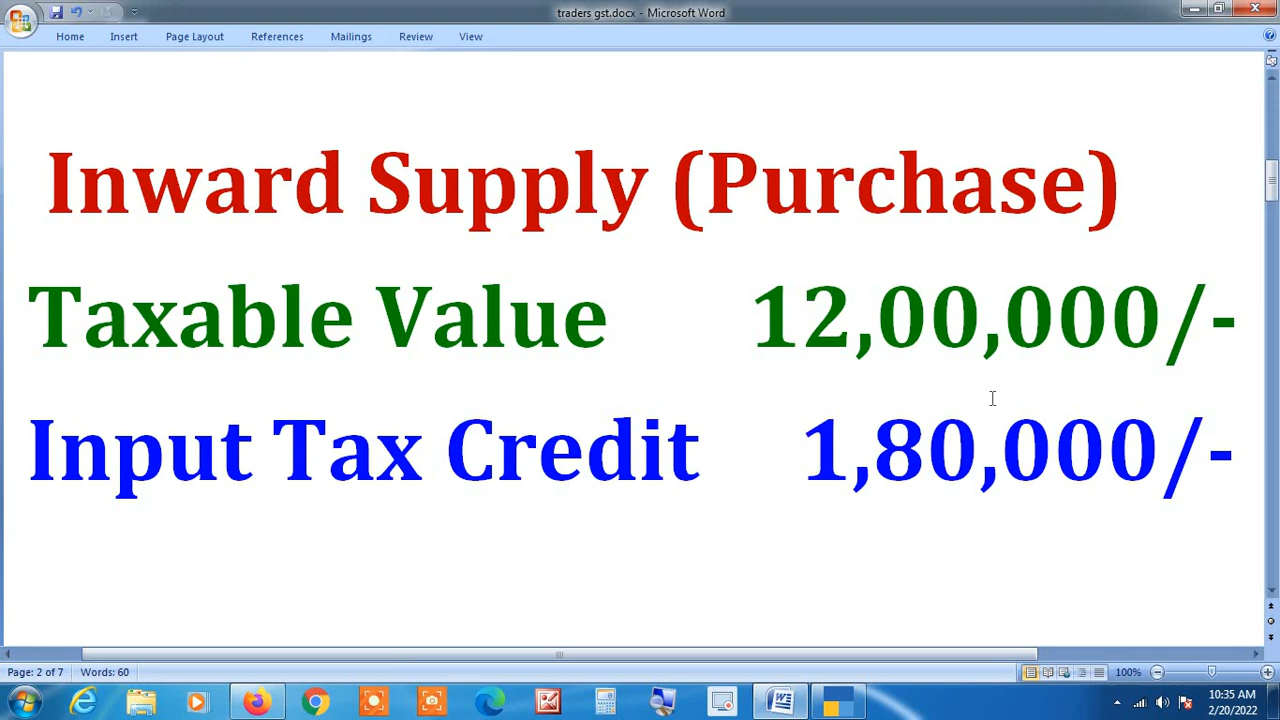 traders gst.docx - Microsoft Word
Home Insert Page Layout References Mailings Review View
Inward Supply (Purchase)
Taxable Value 12,00,000/-
Input Tax Credit 1,80,000/-
Page: 2 of 7 Words: 60 100%
10:35 AM
2/20/2022